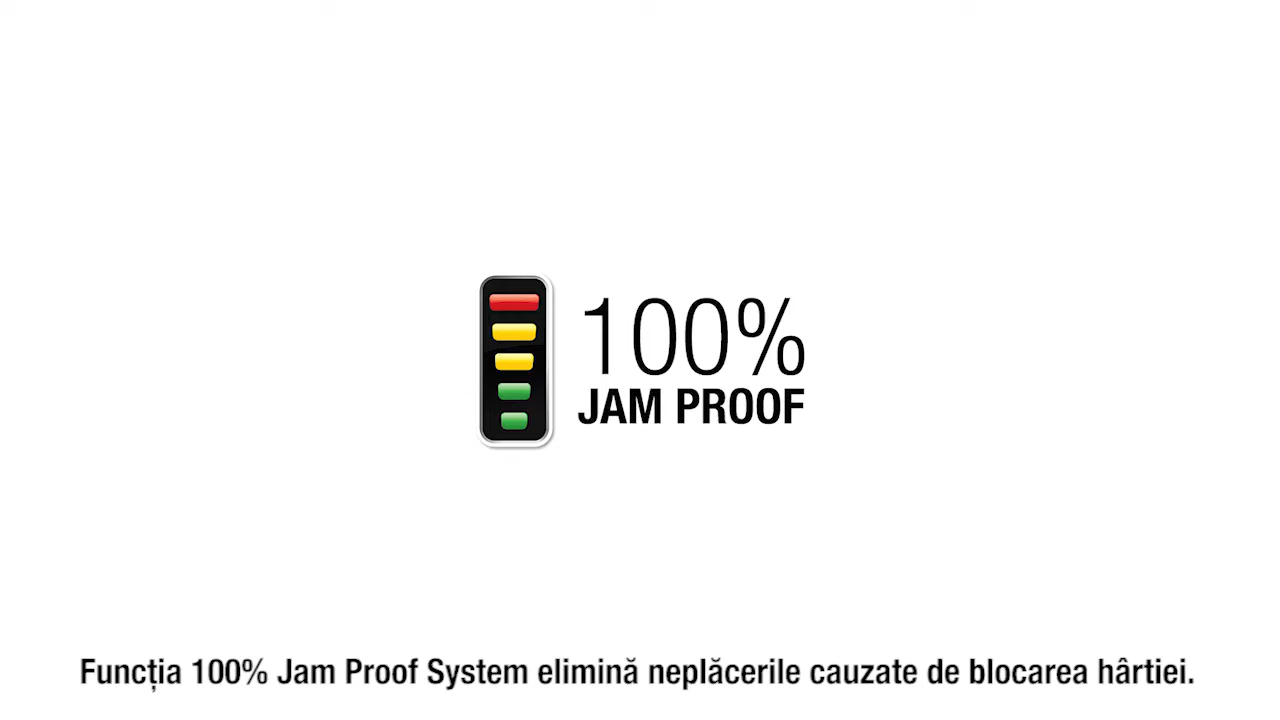 100%
JAM PROOF
Funcția 100% Jam Proof System elimină neplăcerile cauzate de blocarea hârtiei.